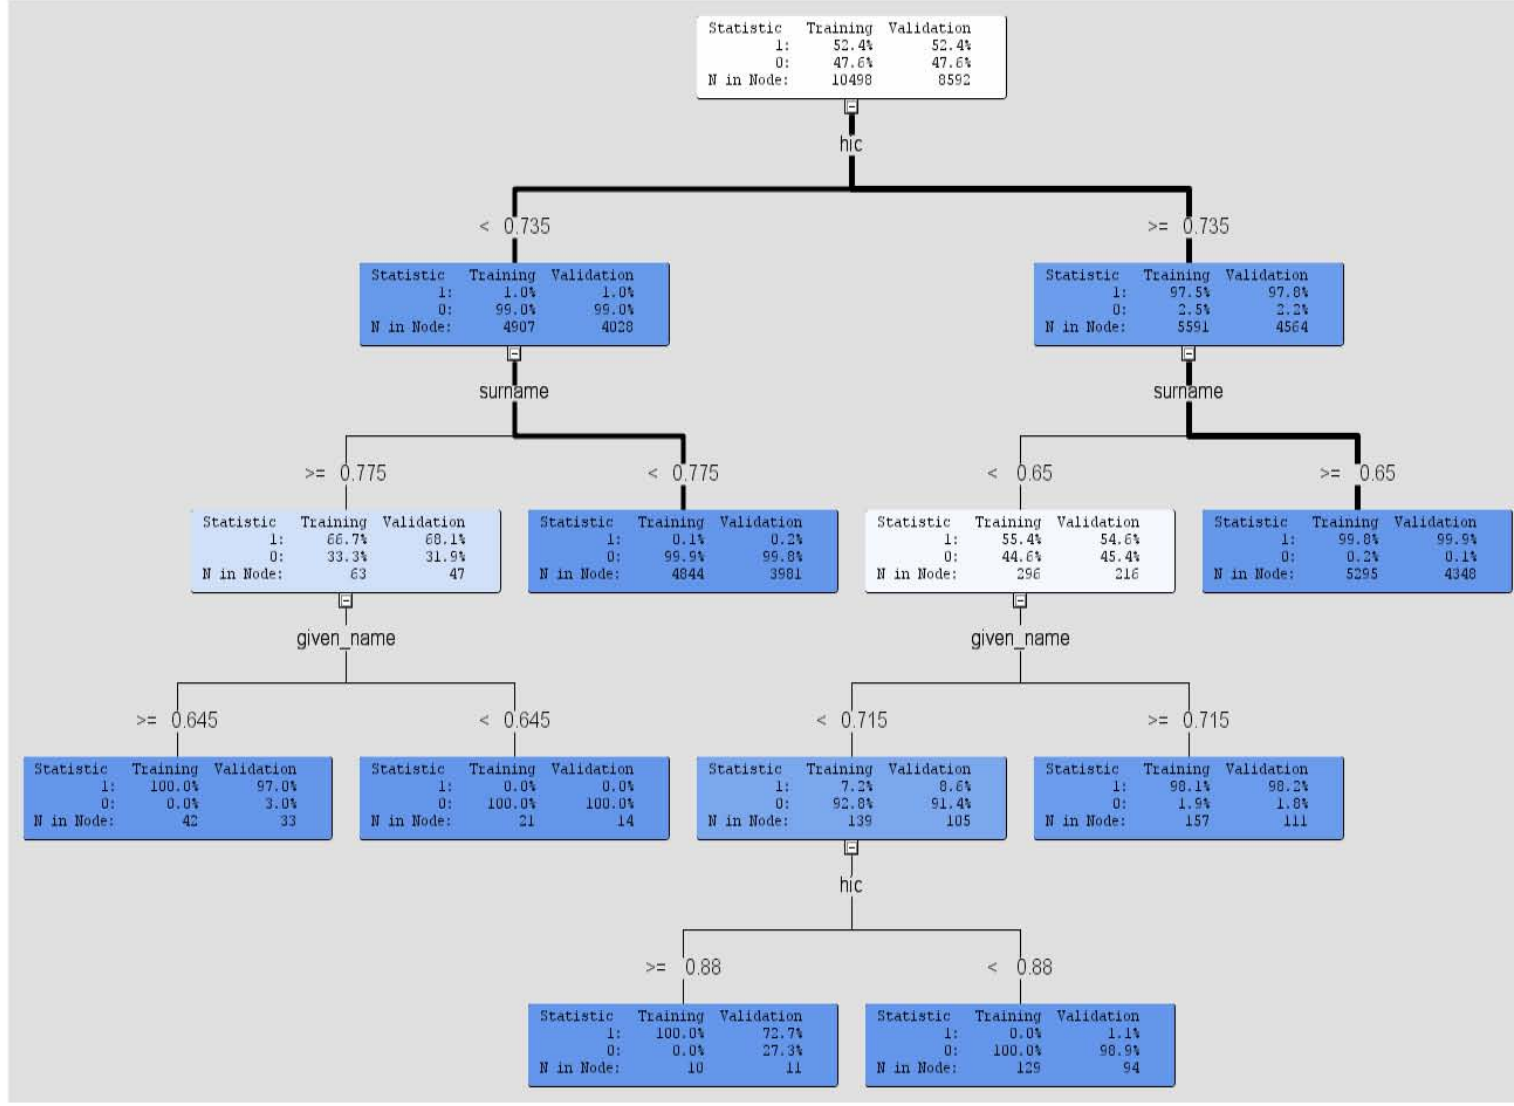 Statistic Training Validation
1: 52.4% 52.4%
0: 47.6% 47.6%
N in Node: 10498 8592
hic
< 0.735
>= 0.735
Statistic Training Validation
1: 1.0% 1.0%
0: 99.0% 99.0%
N in Node: 4907 4028
Statistic Training Validation
1: 97.5% 97.8%
0: 2.5% 2.2%
N in Node: 5591 4564
surname
surname
>= 0.775
< 0.775
< 0.65
>= 0.65
Statistic Training Validation
1: 66.7% 68.1%
0: 33.3% 31.9%
N in Node: 63 47
Statistic Training Validation
1: 0.1% 0.2%
0: 99.9% 99.8%
N in Node: 4844 3981
Statistic Training Validation
1: 55.4% 54.6%
0: 44.6% 45.4%
N in Node: 296 216
Statistic Training Validation
1: 99.8% 99.9%
0: 0.2% 0.1%
N in Node: 5295 4348
given_name
given_name
>= 0.645
< 0.645
< 0.715
>= 0.715
Statistic Training Validation
1: 100.0% 97.0%
0: 0.0% 3.0%
N in Node: 42 33
Statistic Training Validation
1: 0.0% 0.0%
0: 100.0% 100.0%
N in Node: 21 14
Statistic Training Validation
1: 7.2% 8.6%
0: 92.8% 91.4%
N in Node: 139 105
Statistic Training Validation
1: 98.1% 98.2%
0: 1.9% 1.8%
N in Node: 157 111
hic
>= 0.88
< 0.88
Statistic Training Validation
1: 100.0% 72.7%
0: 0.0% 27.3%
N in Node: 10 11
Statistic Training Validation
1: 0.0% 1.1%
0: 100.0% 98.9%
N in Node: 129 94